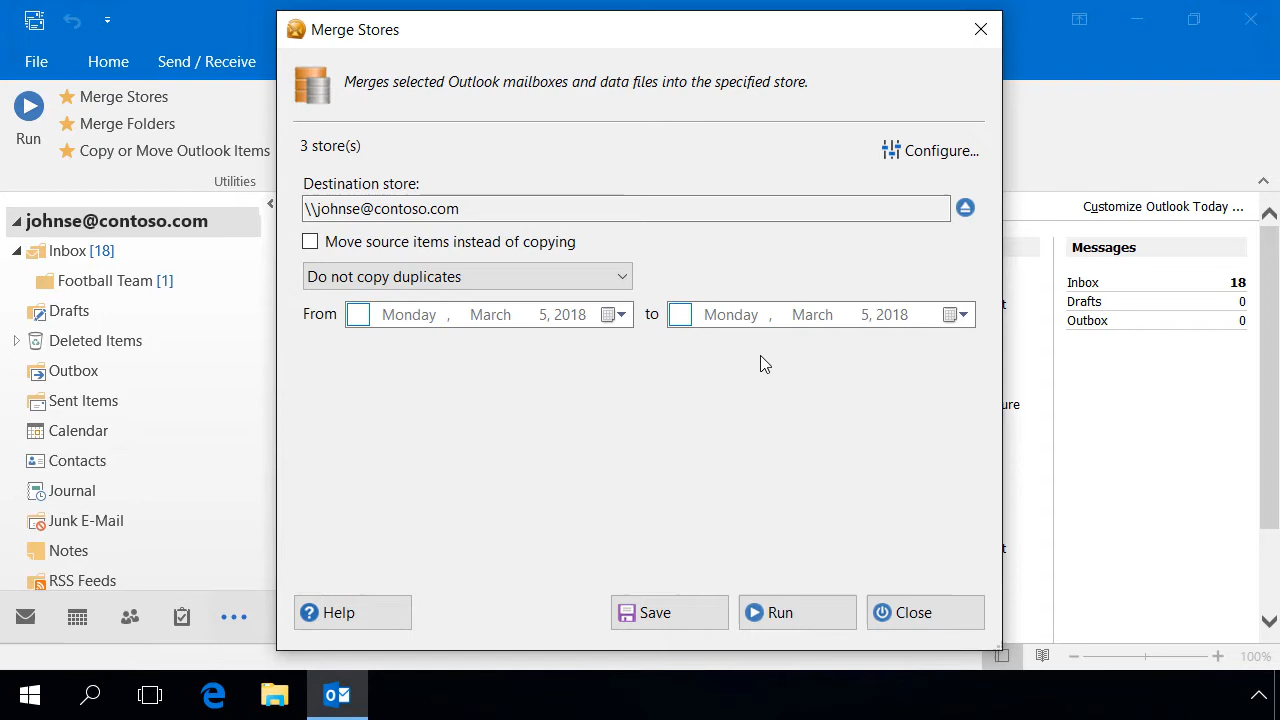 Merge Stores
File Home Send / Receive
Merges selected Outlook mailboxes and data files into the specified store.
Merge Stores
Merge Folders
Run
Copy or Move Outlook Items
Utilities
3 store(s)
Configure...
Destination store:
\\johnse@contoso.com
Move source items instead of copying
Do not copy duplicates
From Monday , March 5, 2018 to Monday , March 5, 2018
Help
Save
Run
Close
johnse@contoso.com
Inbox [18]
Football Team [1]
Drafts
Deleted Items
Outbox
Sent Items
Calendar
Contacts
Journal
Junk E-Mail
Notes
RSS Feeds
Customize Outlook Today ...
Messages
Inbox 18
Drafts 0
Outbox 0
ure
t
t
100%